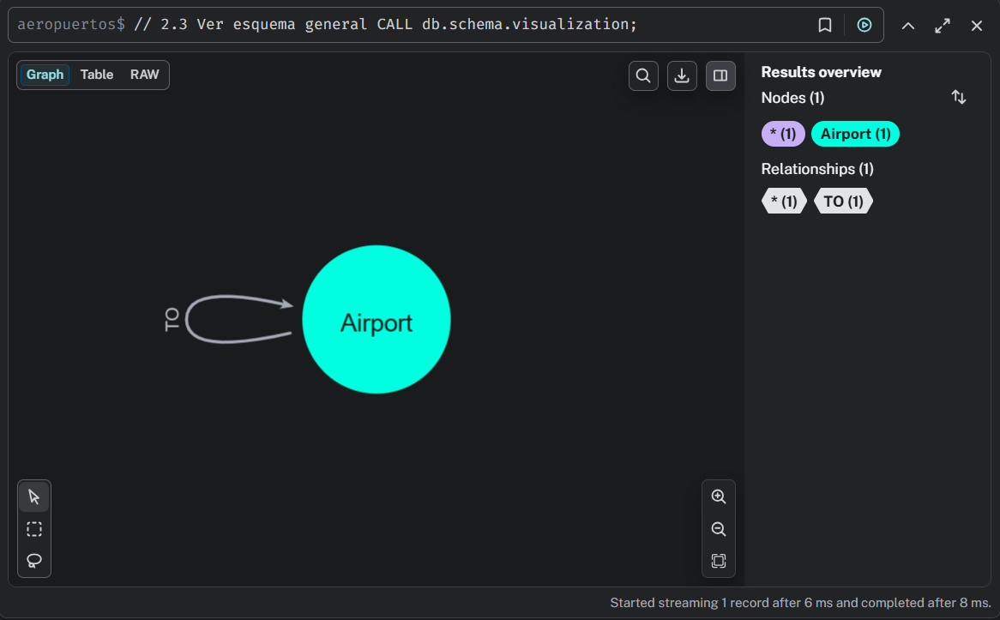 aeropuertos$ // 2.3 Ver esquema general CALL db.schema.visualization;
Graph Table RAW
Results overview
Nodes (1)
* (1) Airport (1)
Relationships (1)
* (1) TO (1)
TO
Airport
Started streaming 1 record after 6 ms and completed after 8 ms.